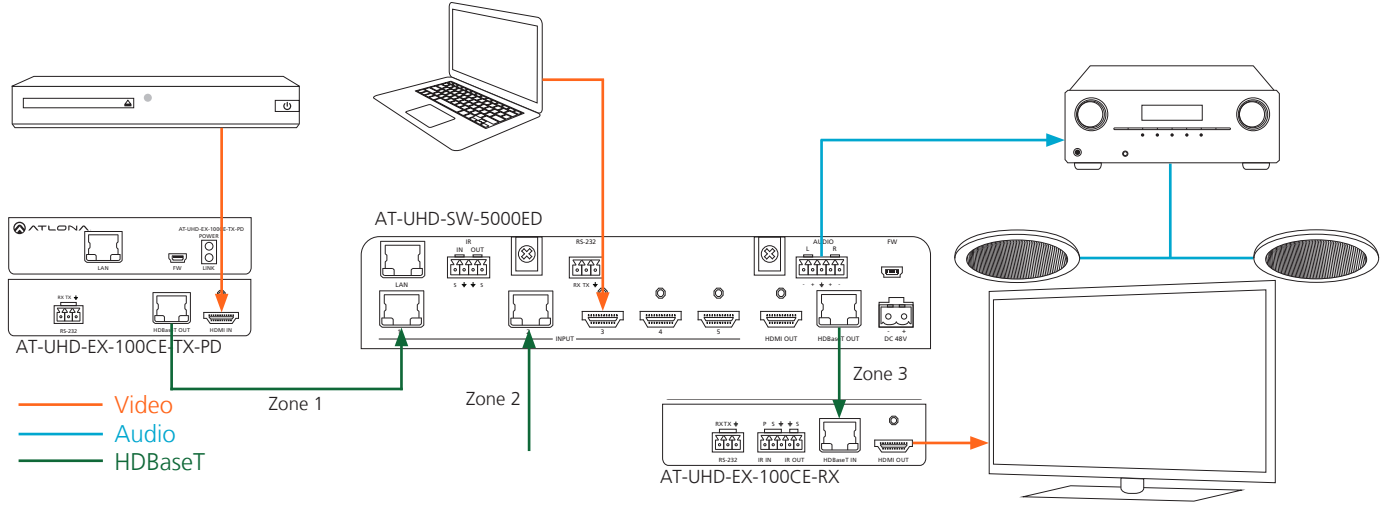 AT-UHD-SW-5000ED
ATLONA
AT-UHD-EX-100CE-TX-PD
POWER
LAN
FW
LINK
RX TX
RS-232
HDBaseT OUT
HDMI IN
AT-UHD-EX-100CE-TX-PD
IR
IN OUT
S S
RS-232
RX TX
AUDIO
L R
- + + -
FW
LAN
1
2
3
4
5
INPUT
HDMI OUT
HDBaseT OUT
- +
DC 48V
Zone 1
Zone 2
Zone 3
Video
Audio
HDBaseT
RX TX
RS-232
P S S
IR IN IR OUT
HDBaseT IN
HDMI OUT
AT-UHD-EX-100CE-RX